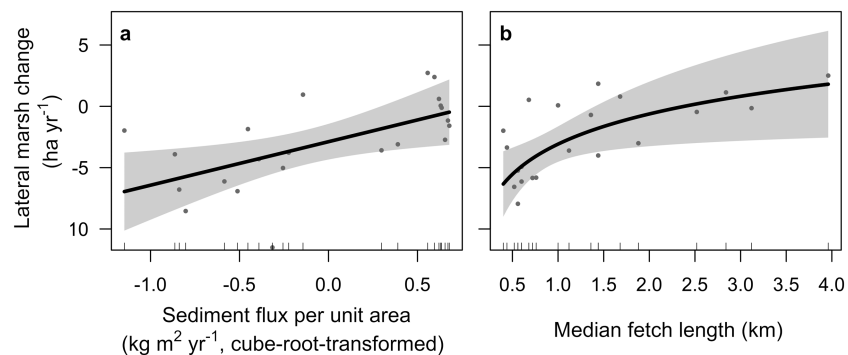 a
b
Lateral marsh change
(ha yr-1)
5
0
-5
10
-1.0 -0.5 0.0 0.5
0.5 1.0 1.5 2.0 2.5 3.0 3.5 4.0
Sediment flux per unit area
(kg m² yr⁻¹, cube-root-transformed)
Median fetch length (km)